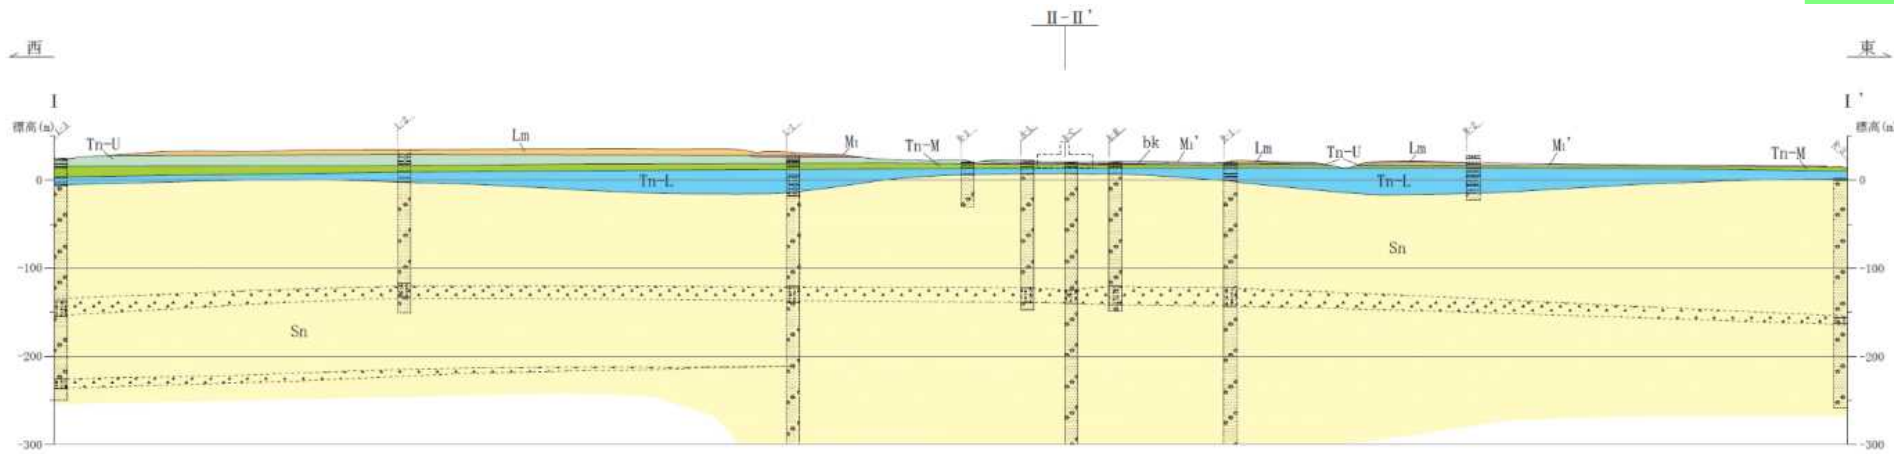 II-II'
西
東
I
I'
標高(m)
標高(m)
Tn-U
Lm
M1
Tn-M
bk
M1'
Lm
Tn-U
Lm
M1'
Tn-M
0
Tn-L
Tn-L
0
Sn
-100
-100
Sn
-200
-200
-300
-300